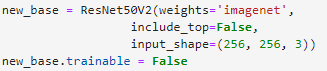 new_base = ResNet50V2(weights='imagenet',
                      include_top=False,
                      input_shape=(256, 256, 3))
new_base.trainable = False